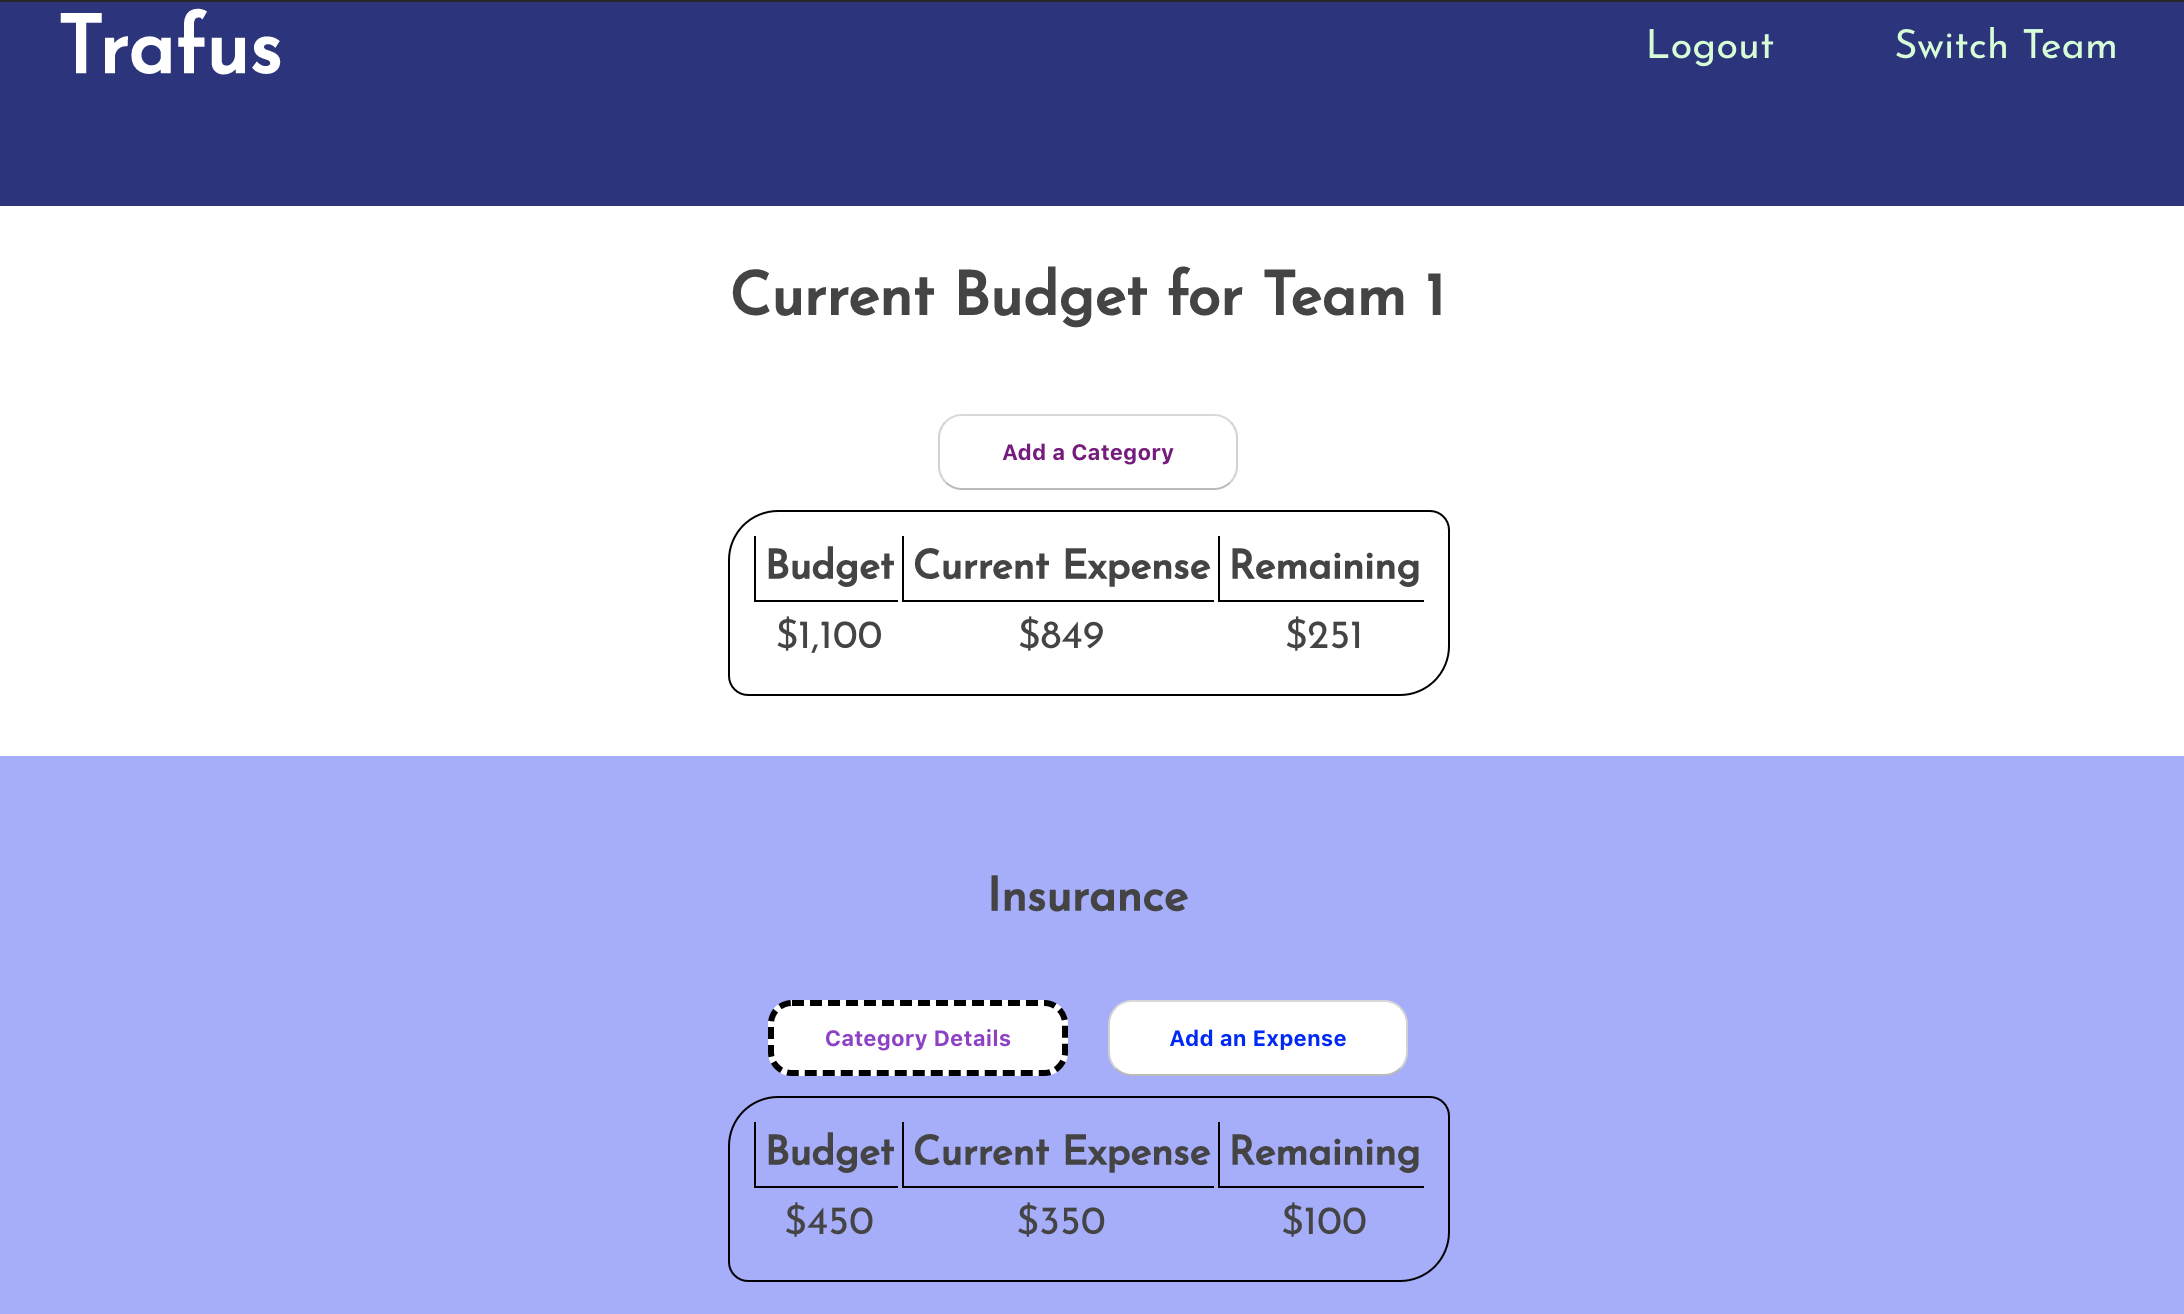 Trafus Logout Switch Team
Current Budget for Team 1
Add a Category
Budget Current Expense Remaining
$1,100 $849 $251
Insurance
Category Details Add an Expense
Budget Current Expense Remaining
$450 $350 $100